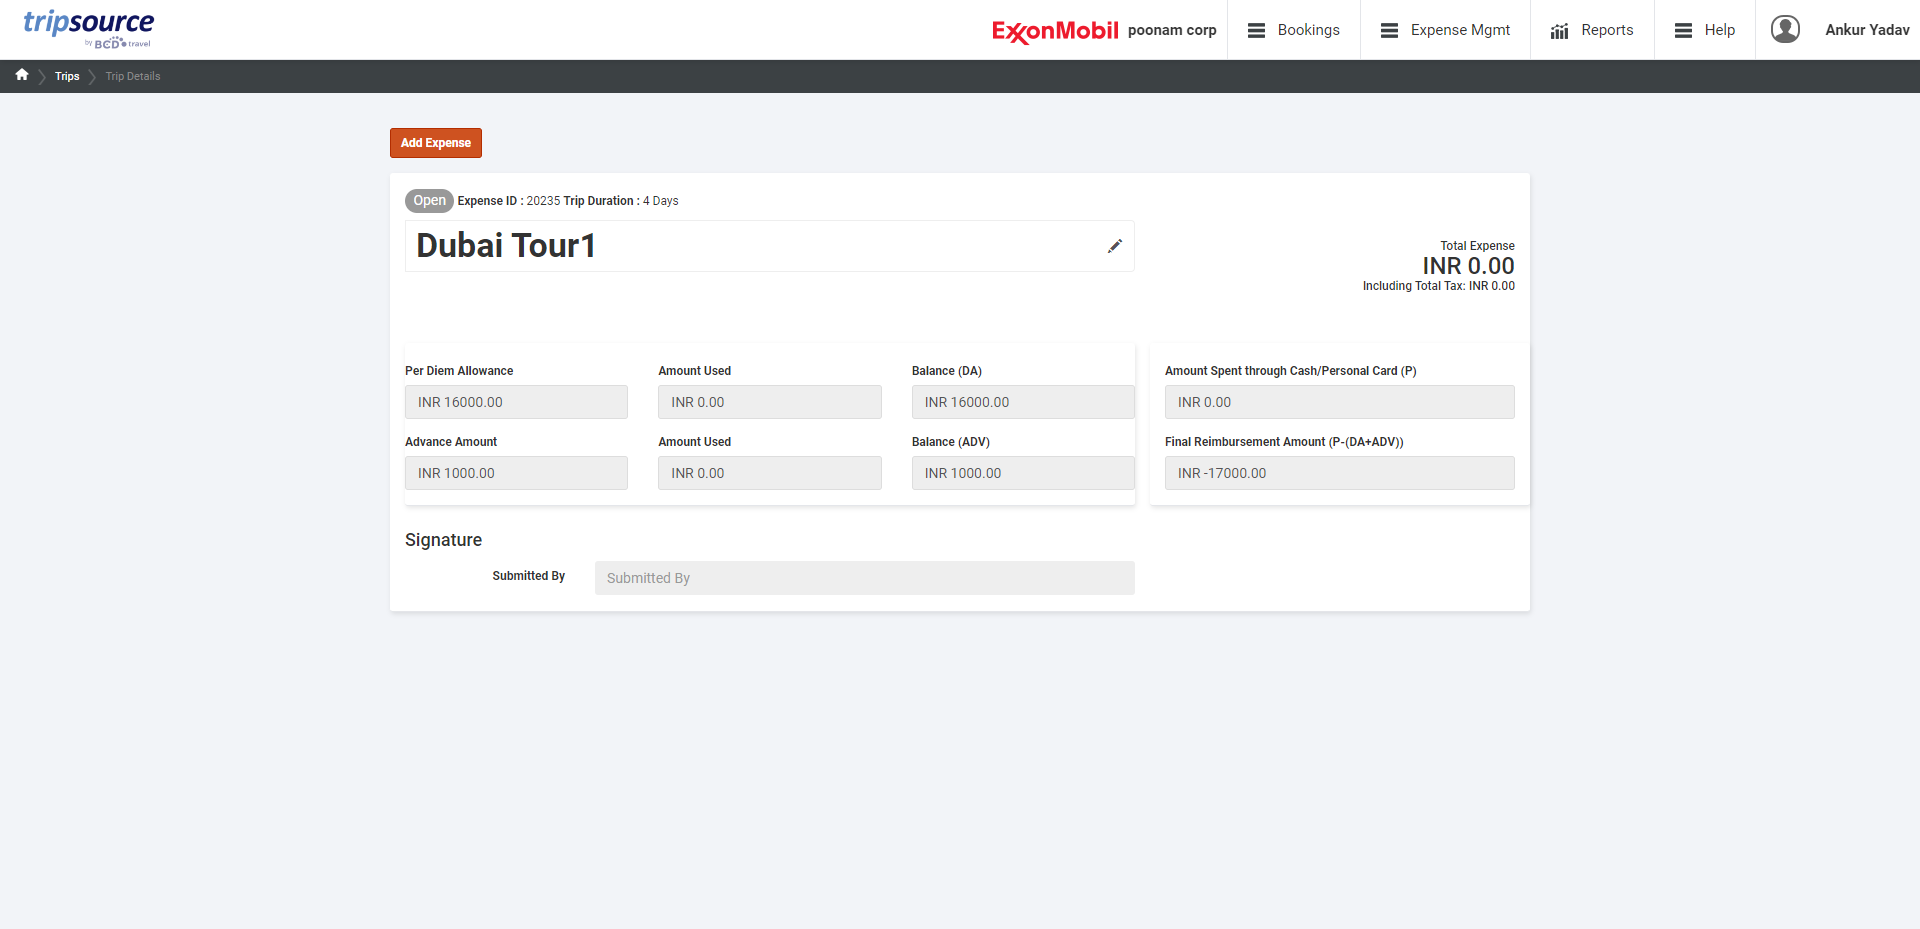 tripsource
by BCD travel
ExxonMobil poonam corp
Bookings
Expense Mgmt
Reports
Help
Ankur Yadav
Trips
Trip Details
Add Expense
Open Expense ID : 20235 Trip Duration : 4 Days
Dubai Tour1
Total Expense
INR 0.00
Including Total Tax: INR 0.00
Per Diem Allowance
Amount Used
Balance (DA)
INR 16000.00
INR 0.00
INR 16000.00
Advance Amount
Amount Used
Balance (ADV)
INR 1000.00
INR 0.00
INR 1000.00
Amount Spent through Cash/Personal Card (P)
INR 0.00
Final Reimbursement Amount (P-(DA+ADV))
INR -17000.00
Signature
Submitted By
Submitted By